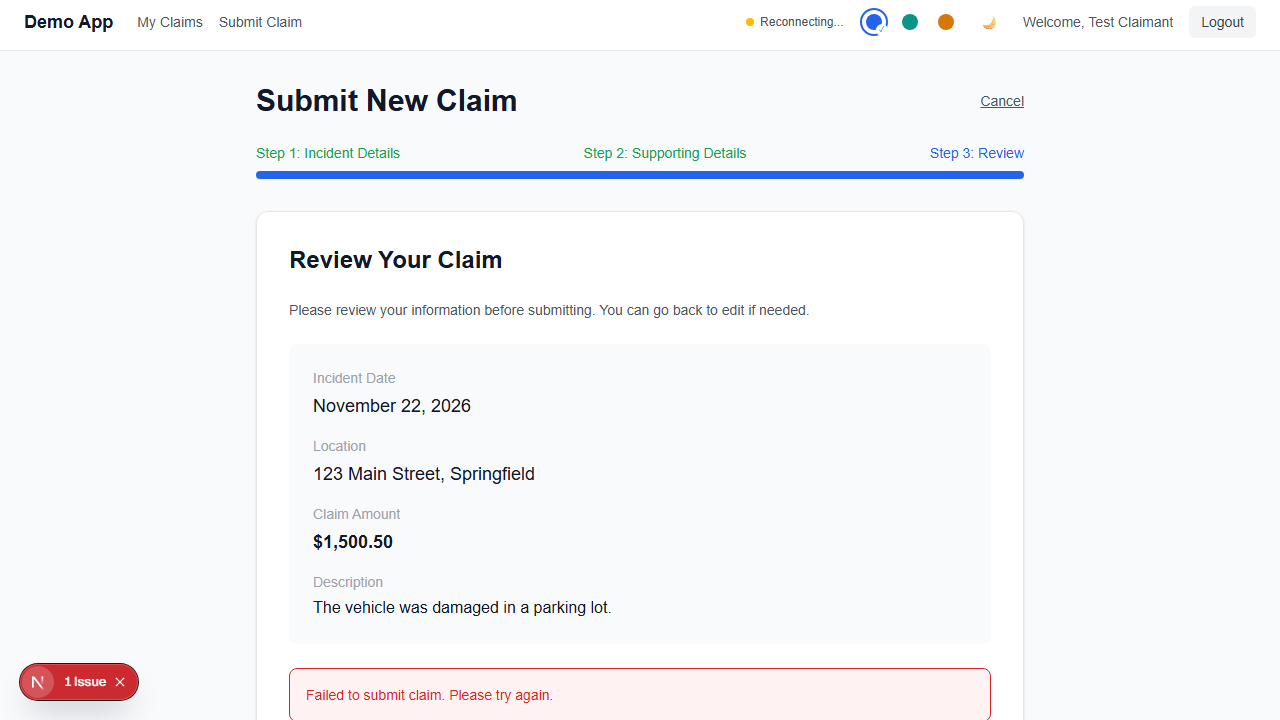 Demo App My Claims Submit Claim Reconnecting... Welcome, Test Claimant Logout
Submit New Claim Cancel
Step 1: Incident Details Step 2: Supporting Details Step 3: Review
Review Your Claim
Please review your information before submitting. You can go back to edit if needed.
Incident Date
November 22, 2026
Location
123 Main Street, Springfield
Claim Amount
$1,500.50
Description
The vehicle was damaged in a parking lot.
N 1 Issue
Failed to submit claim. Please try again.